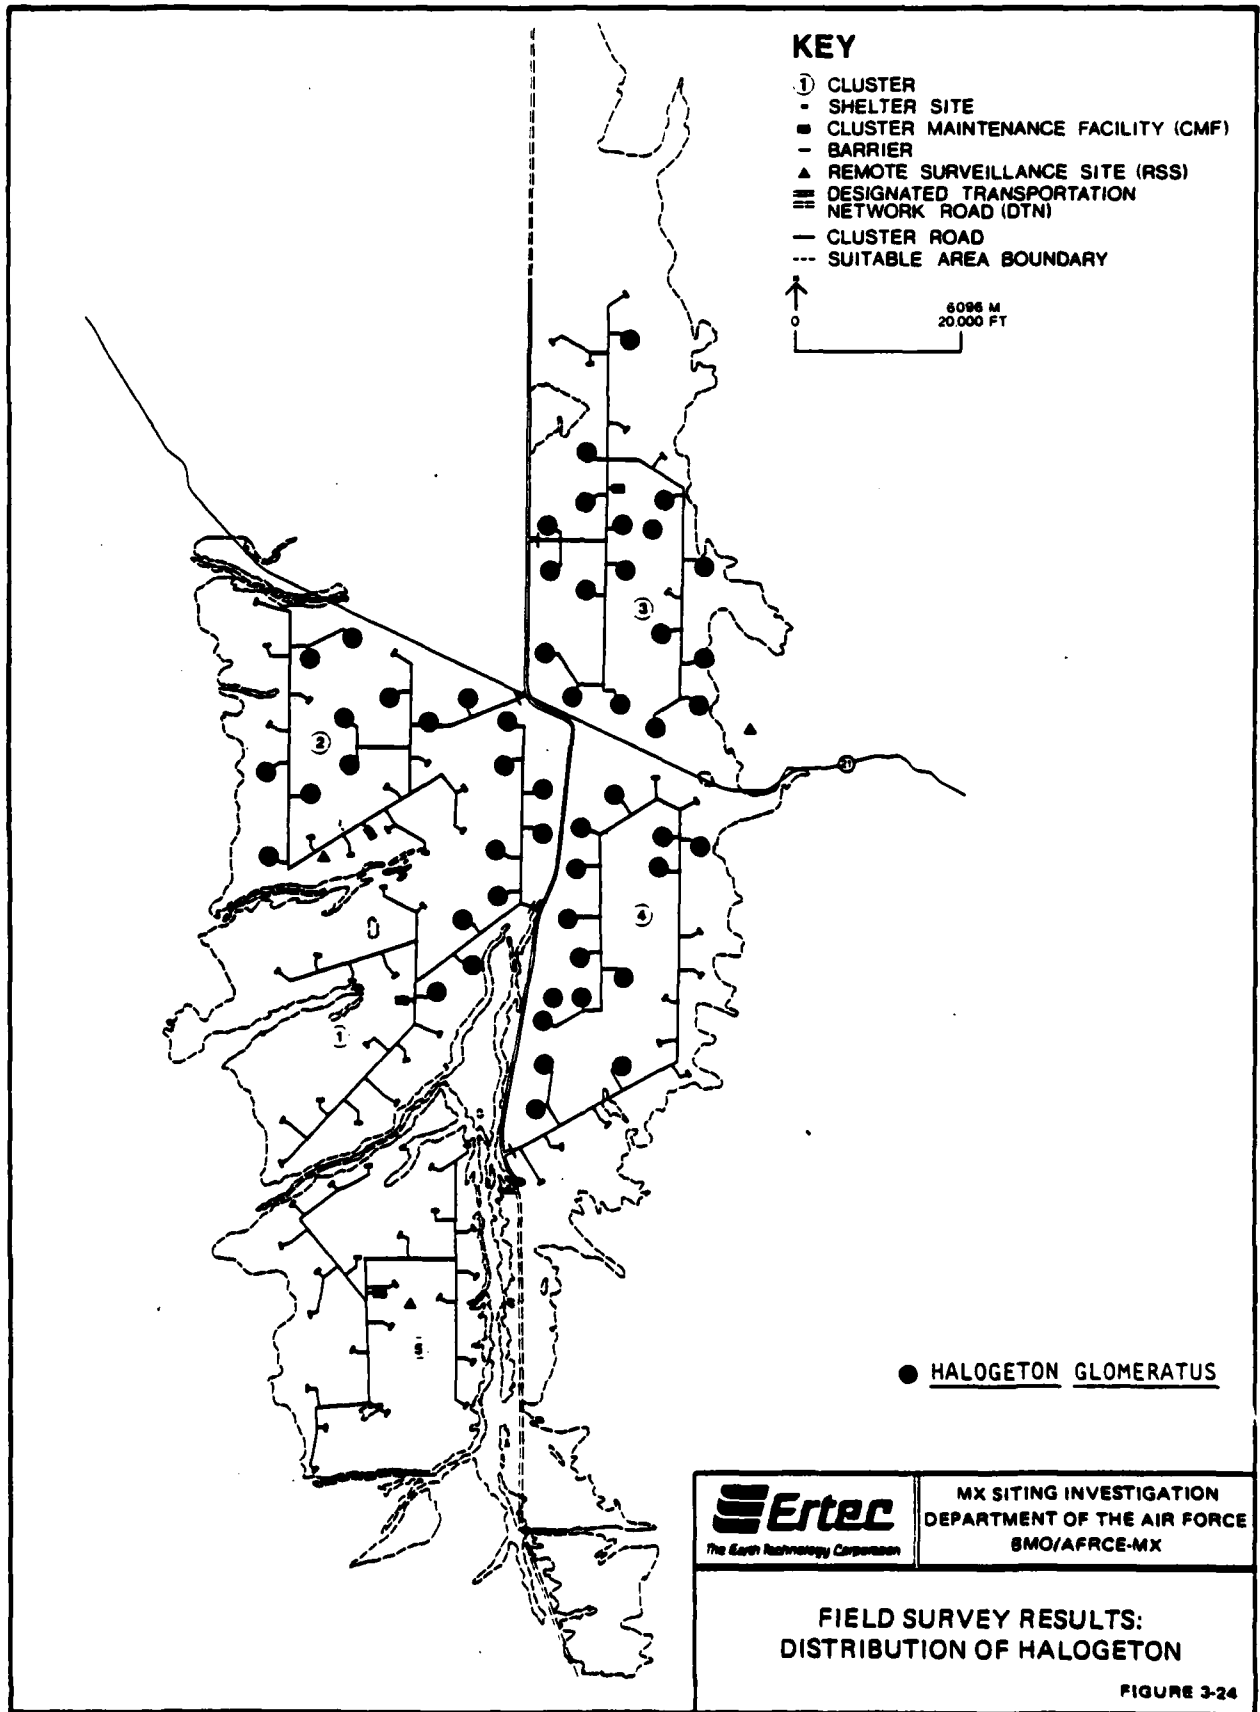 KEY
1 CLUSTER
SHELTER SITE
CLUSTER MAINTENANCE FACILITY (CMF)
BARRIER
REMOTE SURVEILLANCE SITE (RSS)
DESIGNATED TRANSPORTATION
NETWORK ROAD (DTN)
CLUSTER ROAD
SUITABLE AREA BOUNDARY
6096 M
0 20,000 FT
3
2
21
4
1
5
HALOGETON GLOMERATUS
Ertec
The Earth Technology Corporation
MX SITING INVESTIGATION
DEPARTMENT OF THE AIR FORCE
BMO/AFRCE-MX
FIELD SURVEY RESULTS:
DISTRIBUTION OF HALOGETON
FIGURE 3-24